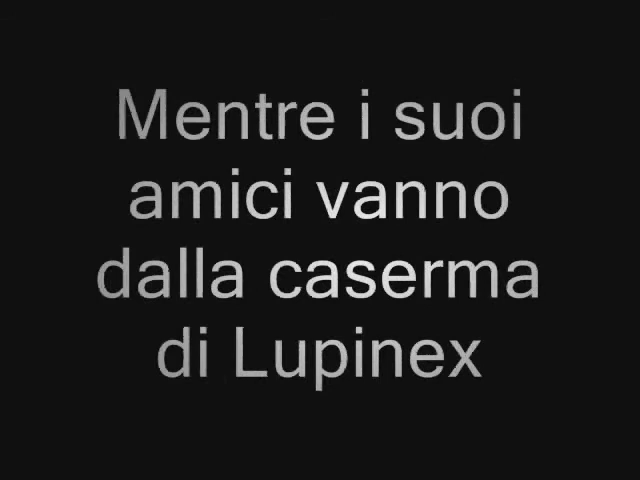 Mentre i suoi
amici vanno
dalla caserma
di Lupinex